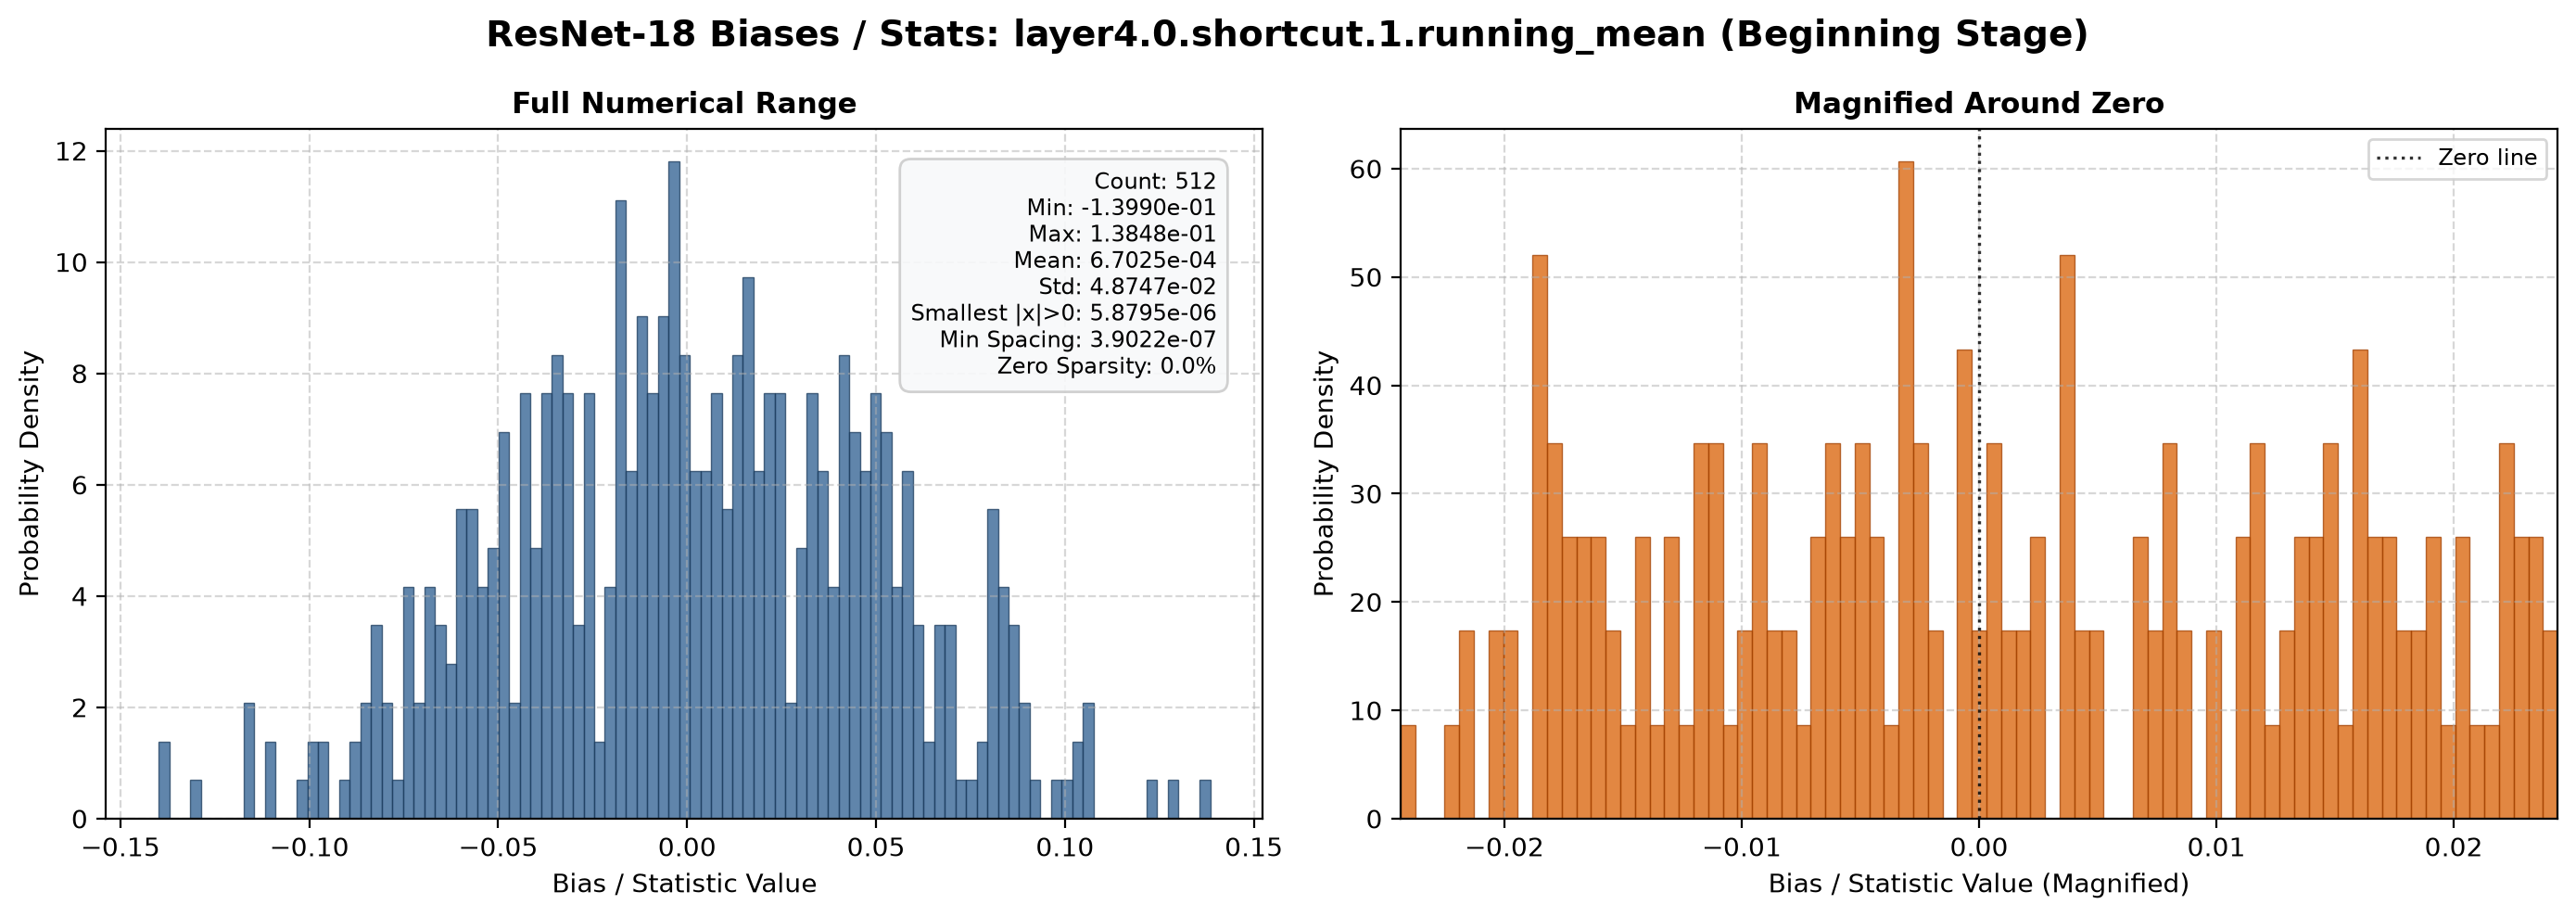 ResNet-18 Biases / Stats: layer4.0.shortcut.1.running_mean (Beginning Stage)
Full Numerical Range
Probability Density
12
10
8
6
4
2
0
Count: 512
Min: -1.3990e-01
Max: 1.3848e-01
Mean: 6.7025e-04
Std: 4.8747e-02
Smallest |x|>0: 5.8795e-06
Min Spacing: 3.9022e-07
Zero Sparsity: 0.0%
−0.15 −0.10 −0.05 0.00 0.05 0.10 0.15
Bias / Statistic Value
Magnified Around Zero
Probability Density
60
50
40
30
20
10
0
Zero line
−0.02 −0.01 0.00 0.01 0.02
Bias / Statistic Value (Magnified)